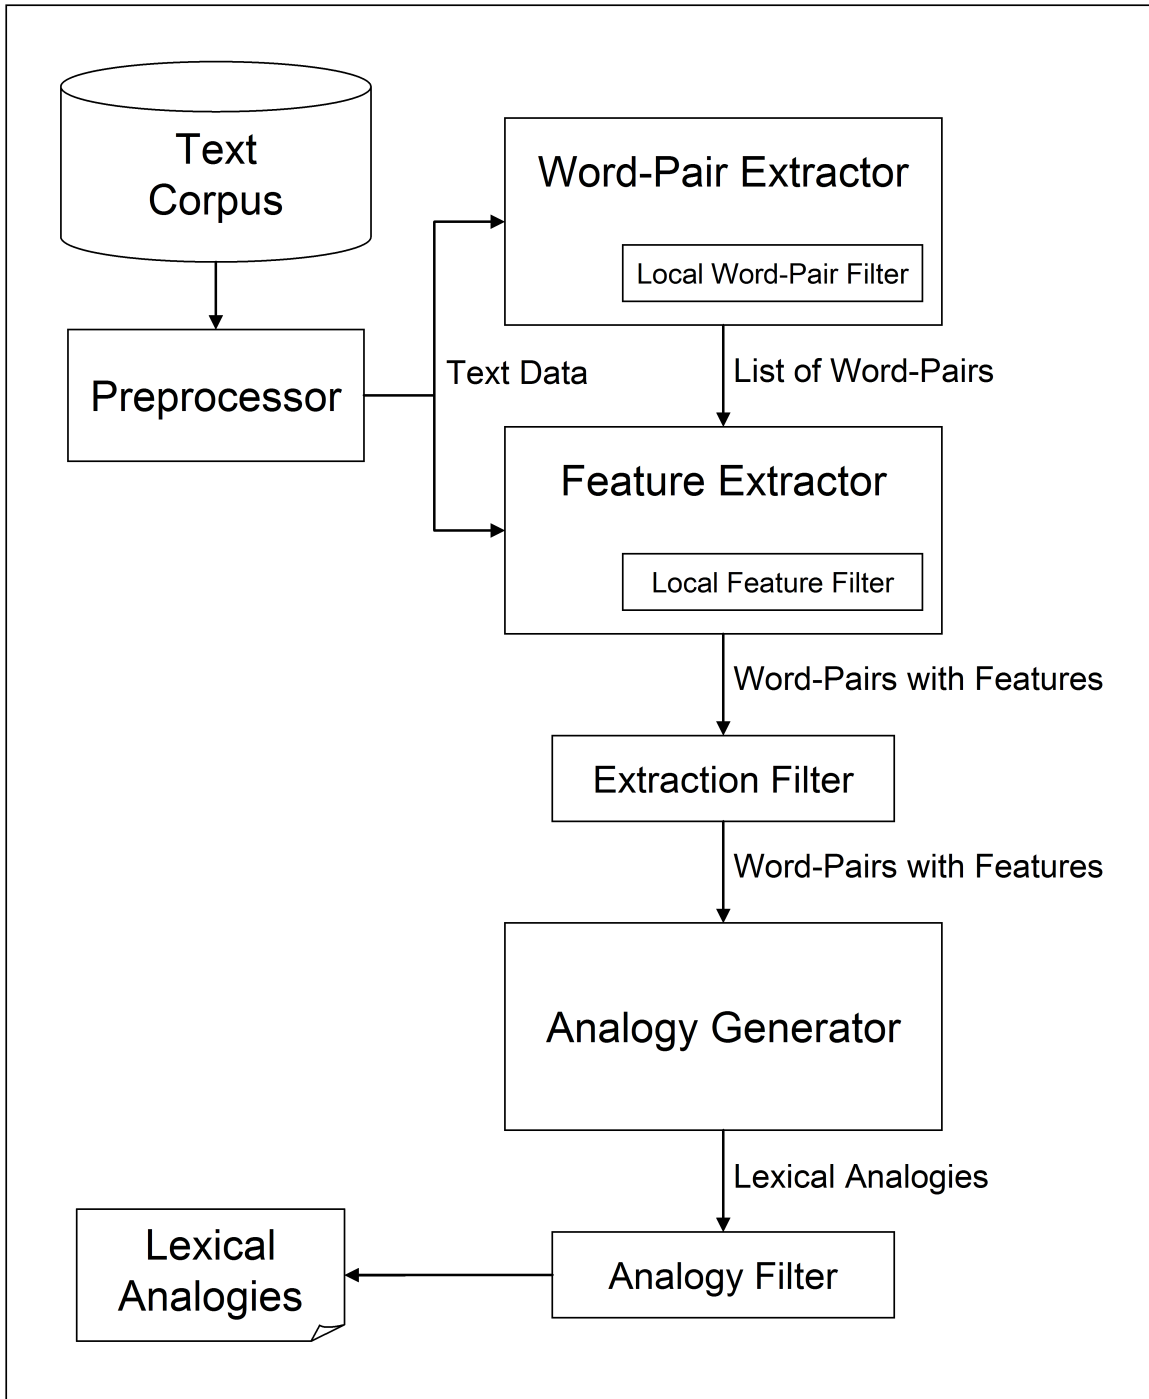 Text
Corpus
Word-Pair Extractor
Local Word-Pair Filter
Preprocessor
Text Data
List of Word-Pairs
Feature Extractor
Local Feature Filter
Word-Pairs with Features
Extraction Filter
Word-Pairs with Features
Analogy Generator
Lexical Analogies
Lexical
Analogies
Analogy Filter